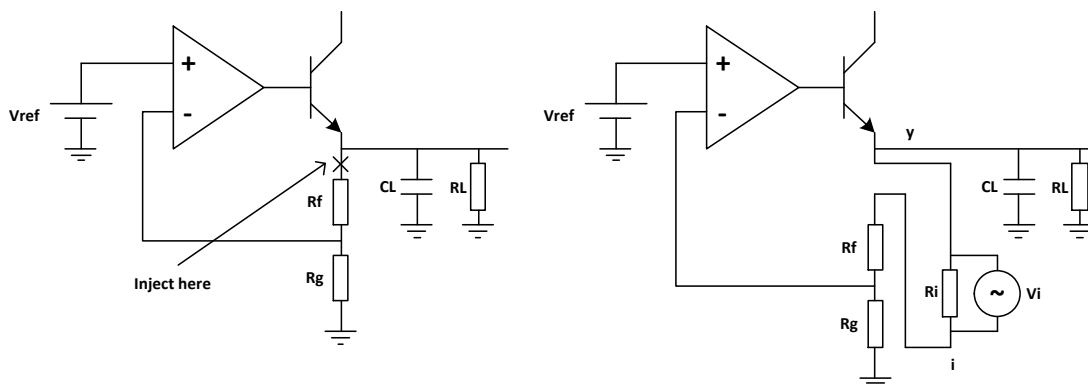 +
Vref
-
Rf
CL
RL
Inject here
Rg
+
Vref
-
y
CL
RL
Rf
Ri
~
Vi
Rg
i